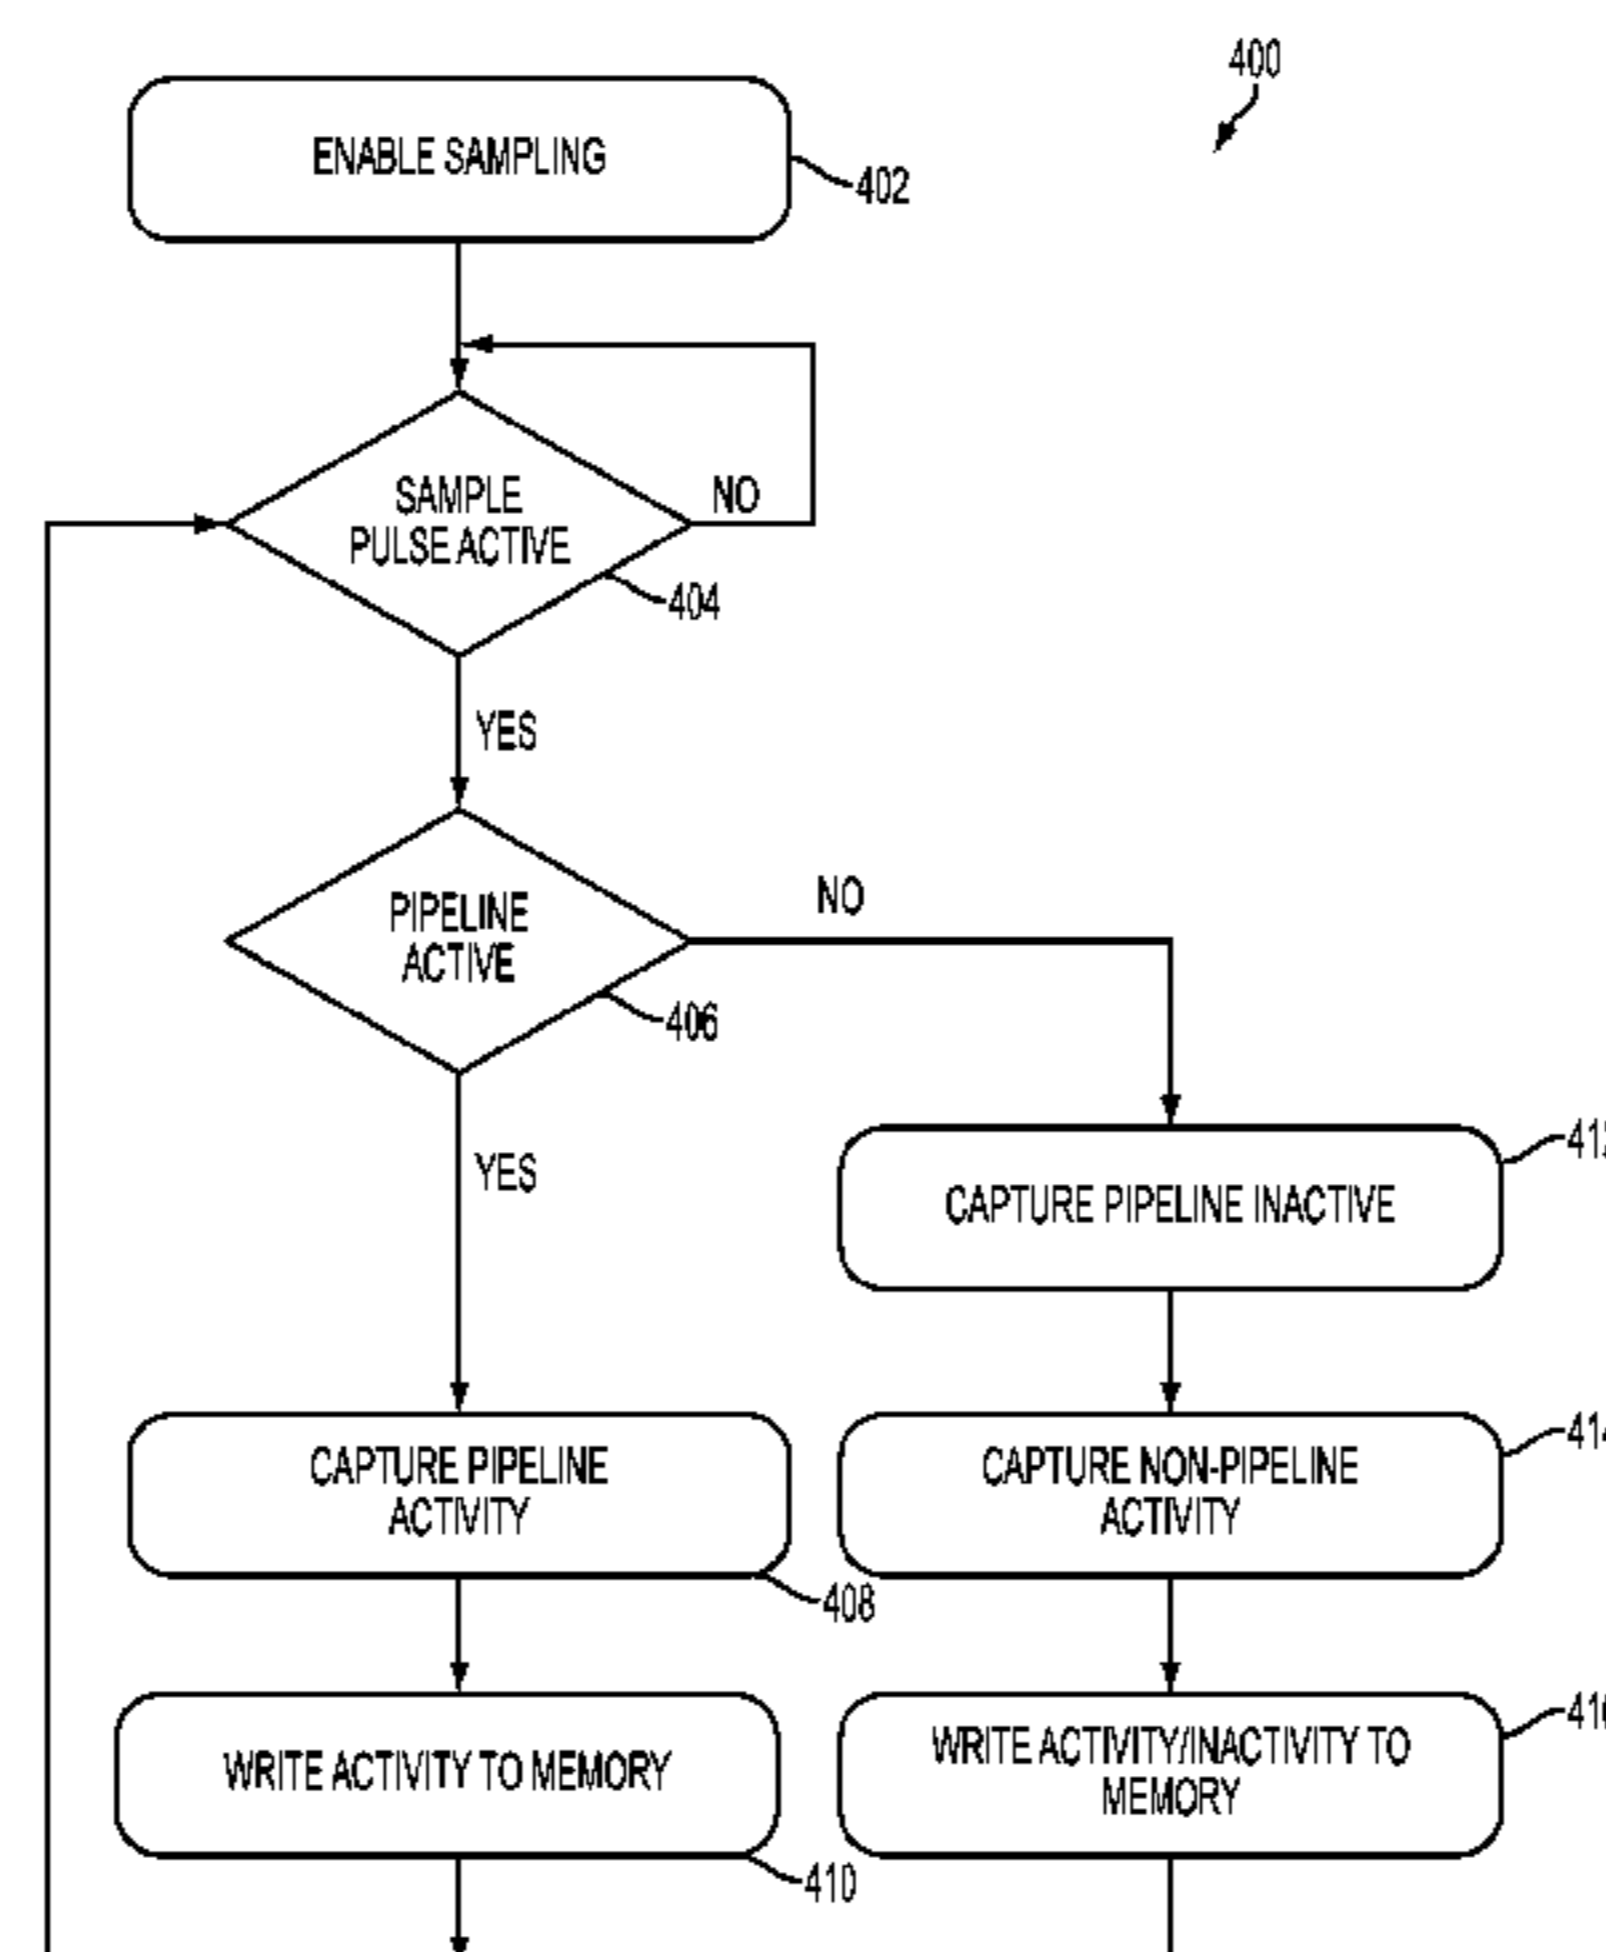 400
ENABLE SAMPLING
402
SAMPLE
PULSE ACTIVE
NO
404
YES
PIPELINE
ACTIVE
NO
406
YES
CAPTURE PIPELINE INACTIVE
CAPTURE PIPELINE
ACTIVITY
408
CAPTURE NON-PIPELINE
ACTIVITY
414
WRITE ACTIVITY TO MEMORY
410
WRITE ACTIVITY/INACTIVITY TO
MEMORY